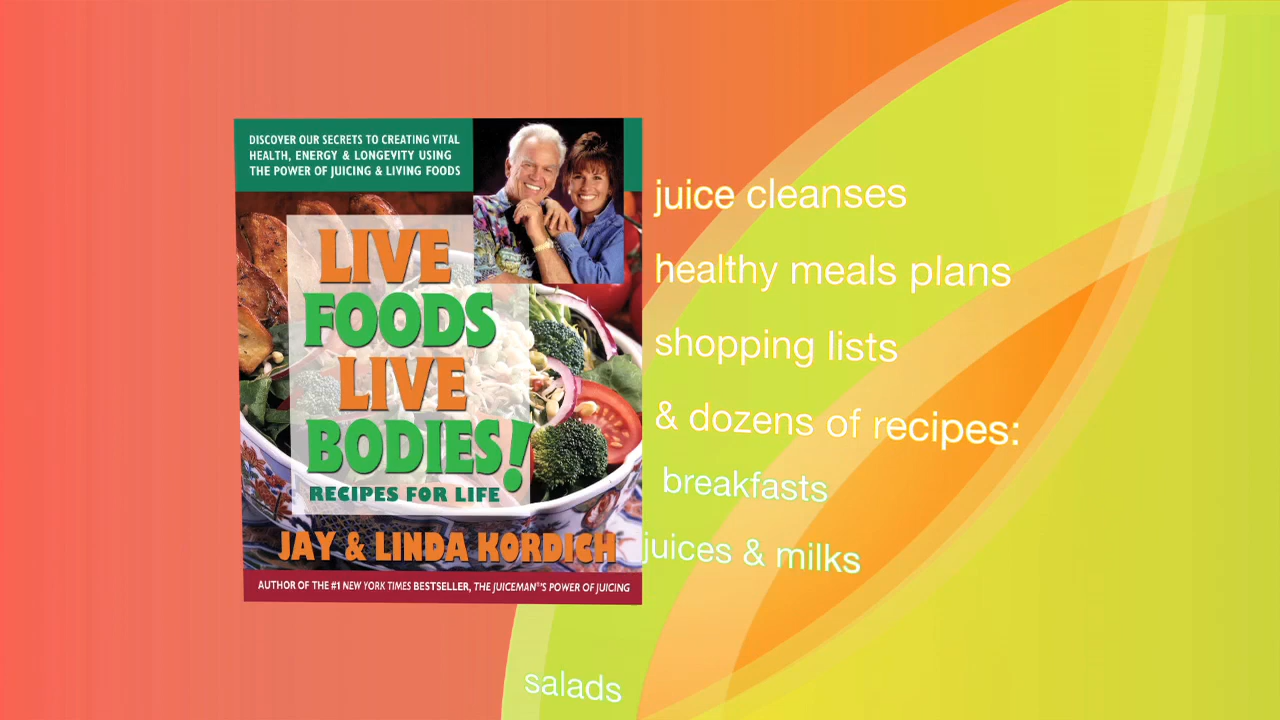 DISCOVER OUR SECRETS TO CREATING VITAL
HEALTH, ENERGY & LONGEVITY USING
THE POWER OF JUICING & LIVING FOODS
LIVE
FOODS
LIVE
BODIES!
RECIPES FOR LIFE
JAY & LINDA KORDICH
AUTHOR OF THE #1 NEW YORK TIMES BESTSELLER, THE JUICEMAN®'S POWER OF JUICING
juice cleanses
healthy meals plans
shopping lists
& dozens of recipes:
breakfasts
juices & milks
salads